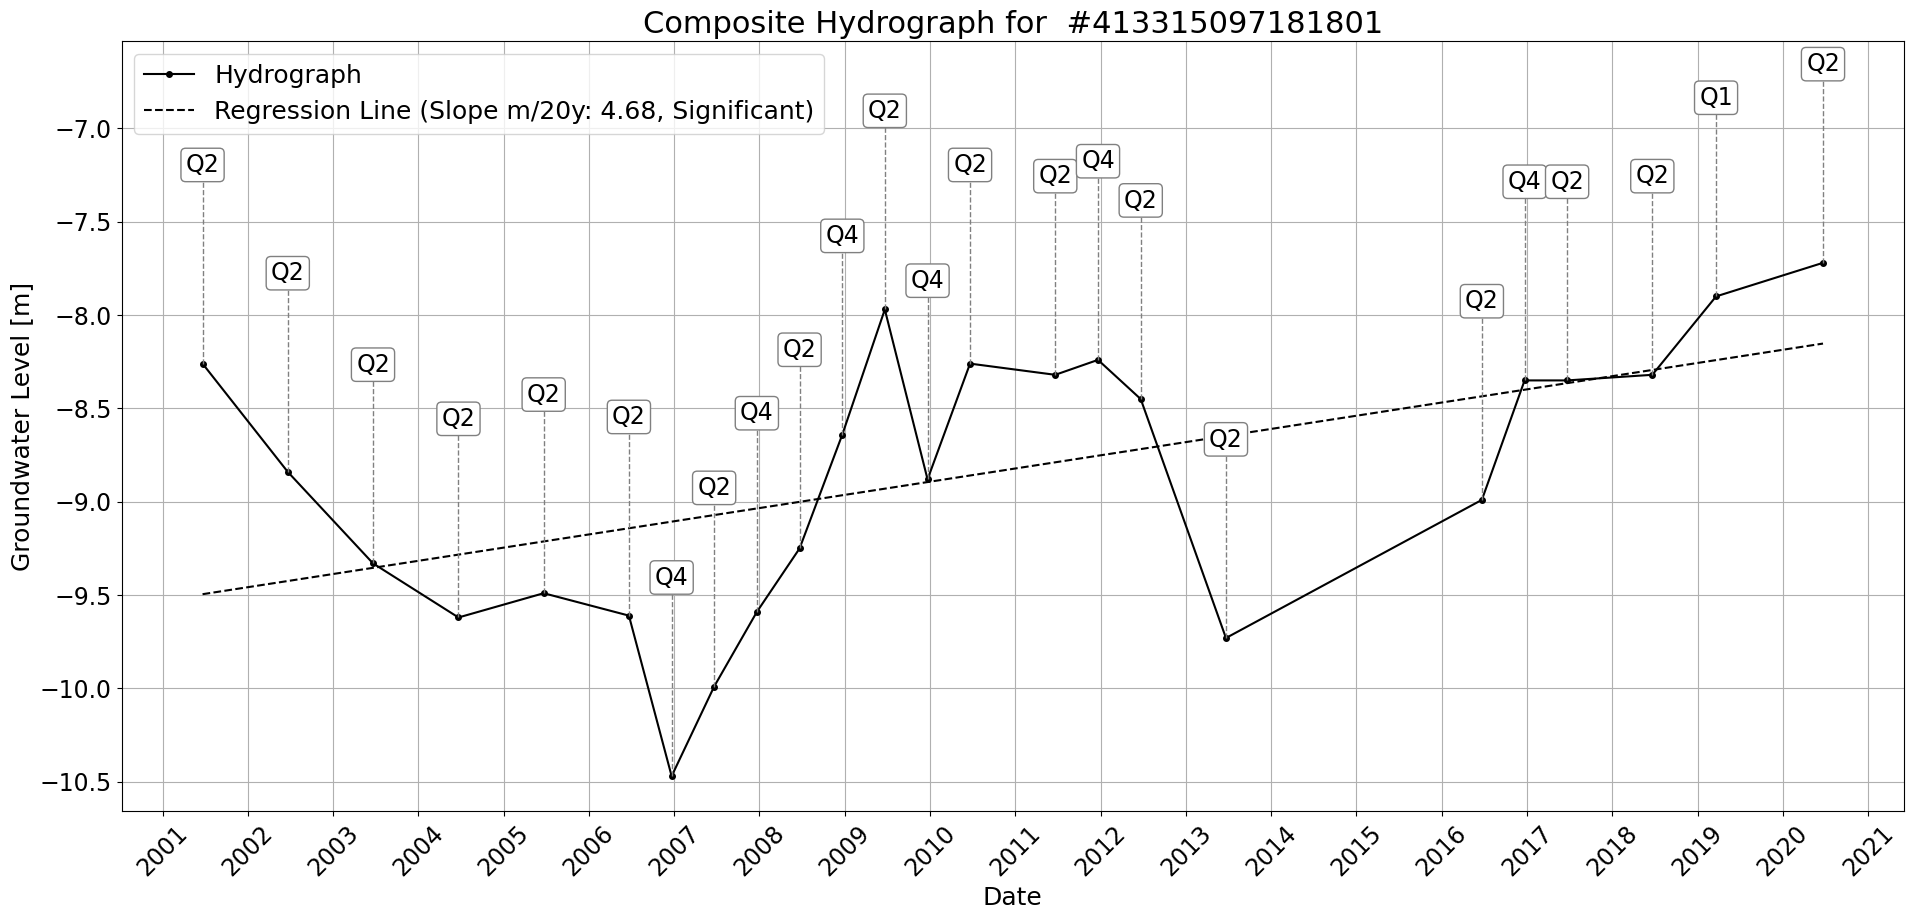 Composite Hydrograph for  #413315097181801
Hydrograph
Regression Line (Slope m/20y: 4.68, Significant)
Groundwater Level [m]
−7.0
−7.5
−8.0
−8.5
−9.0
−9.5
−10.0
−10.5
Q2
Q2
Q2
Q2
Q2
Q2
Q4
Q2
Q4
Q2
Q4
Q2
Q4
Q2
Q2
Q4
Q2
Q2
Q2
Q4
Q2
Q2
Q1
Q2
2001
2002
2003
2004
2005
2006
2007
2008
2009
2010
2011
2012
2013
2014
2015
2016
2017
2018
2019
2020
2021
Date